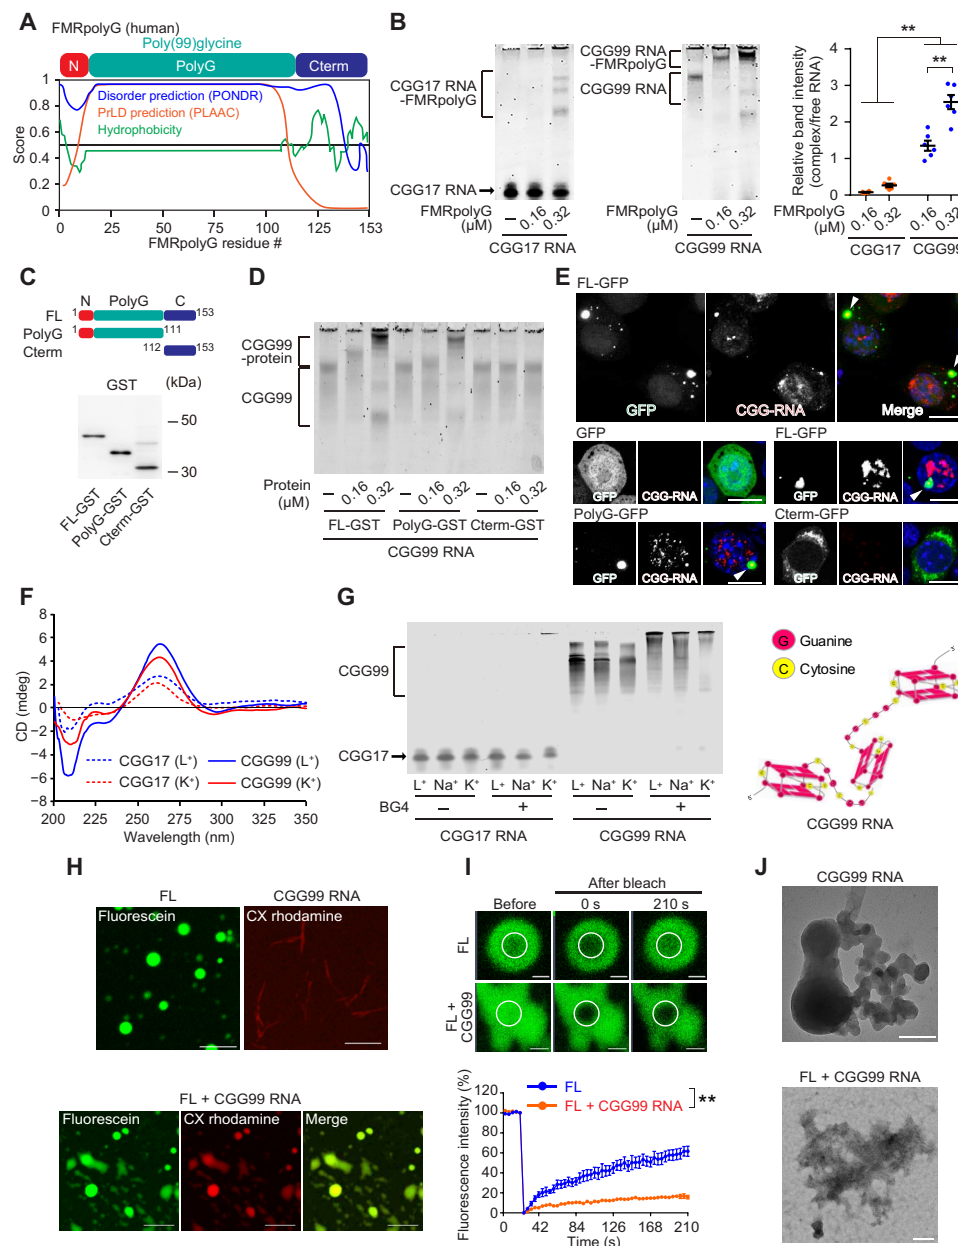 A
FMRpolyG (human)
Poly(99)glycine
N
PolyG
Cterm
Disorder prediction (PONDR)
PrLD prediction (PLAAC)
Hydrophobicity
Score
1
0.8
0.6
0.4
0.2
0
0 25 50 75 100 125 153
FMRpolyG residue #
B
CGG17 RNA
-FMRpolyG
CGG17 RNA
FMRpolyG
(μM)
– 0.16 0.32
CGG17 RNA
CGG99 RNA
-FMRpolyG
CGG99 RNA
FMRpolyG
(μM)
– 0.16 0.32
CGG99 RNA
Relative band intensity
(complex/free RNA)
**
**
4
3
2
1
0
FMRpolyG
(μM)
0.16 0.32 0.16 0.32
CGG17 CGG99
C
N PolyG C
FL 1 153
PolyG 1 111
Cterm 112 153
GST (kDa)
50
30
FL-GST
PolyG-GST
Cterm-GST
D
CGG99
-protein
CGG99
Protein
(μM)
– 0.16 0.32 – 0.16 0.32 – 0.16 0.32
FL-GST PolyG-GST Cterm-GST
CGG99 RNA
E
FL-GFP
GFP CGG-RNA Merge
GFP FL-GFP
GFP CGG-RNA GFP CGG-RNA
PolyG-GFP Cterm-GFP
GFP CGG-RNA GFP CGG-RNA
F
CD (mdeg)
8
6
4
2
0
−2
−4
−6
−8
CGG17 (L⁺) CGG99 (L⁺)
CGG17 (K⁺) CGG99 (K⁺)
200 225 250 275 300 325 350
Wavelength (nm)
G
CGG99
CGG17
L⁺ Na⁺ K⁺ L⁺ Na⁺ K⁺ L⁺ Na⁺ K⁺ L⁺ Na⁺ K⁺
BG4 – + – +
CGG17 RNA CGG99 RNA
G Guanine
C Cytosine
5'
3'
CGG99 RNA
H
FL CGG99 RNA
Fluorescein CX rhodamine
FL + CGG99 RNA
Fluorescein CX rhodamine Merge
I
After bleach
Before 0 s 210 s
FL
FL +
CGG99
Fluorescence intensity (%)
120
100
80
60
40
20
0
FL
FL + CGG99 RNA
**
0 42 84 126 168 210
Time (s)
J
CGG99 RNA
FL + CGG99 RNA